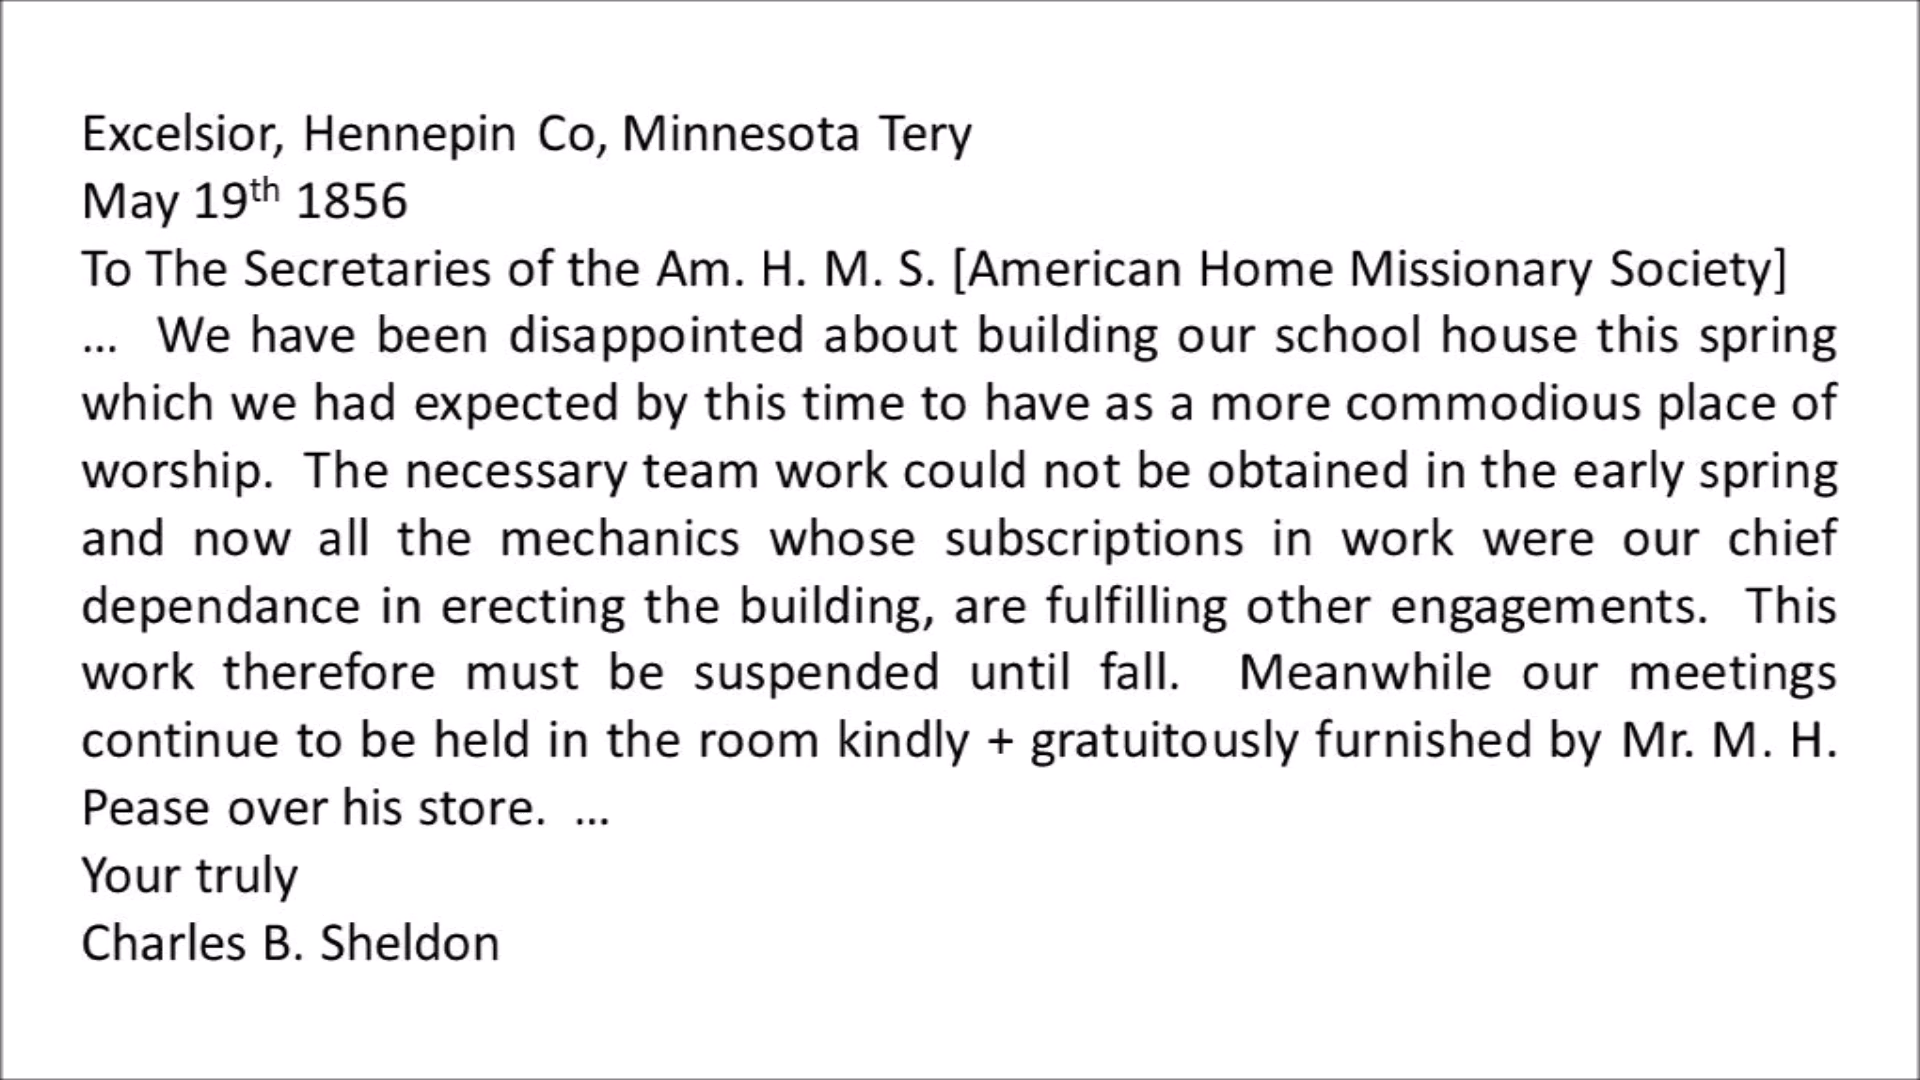 Excelsior, Hennepin Co, Minnesota Tery
May 19th 1856
To The Secretaries of the Am. H. M. S. [American Home Missionary Society]
... We have been disappointed about building our school house this spring
which we had expected by this time to have as a more commodious place of
worship. The necessary team work could not be obtained in the early spring
and now all the mechanics whose subscriptions in work were our chief
dependance in erecting the building, are fulfilling other engagements. This
work therefore must be suspended until fall. Meanwhile our meetings
continue to be held in the room kindly + gratuitously furnished by Mr. M. H.
Pease over his store. ...
Your truly
Charles B. Sheldon